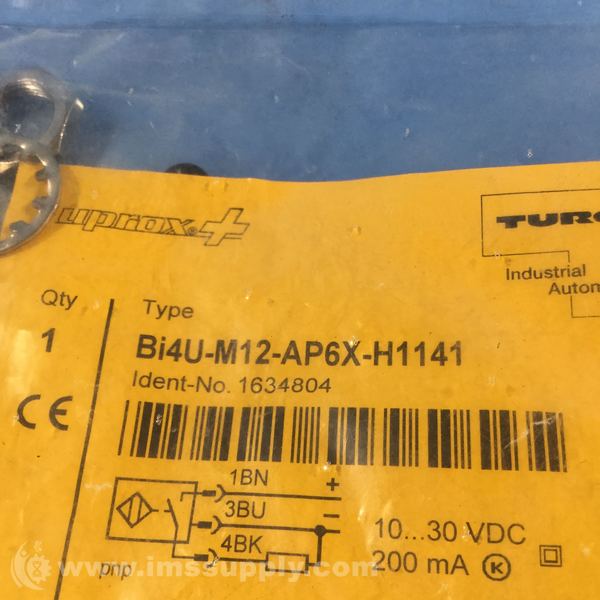 uprox®+
TURC
Industrial
Autom
Qty
Type
1
Bi4U-M12-AP6X-H1141
Ident-No. 1634804
CE
1BN +
3BU −
4BK
10...30 VDC
200 mA K
pnp
© www.imssupply.com